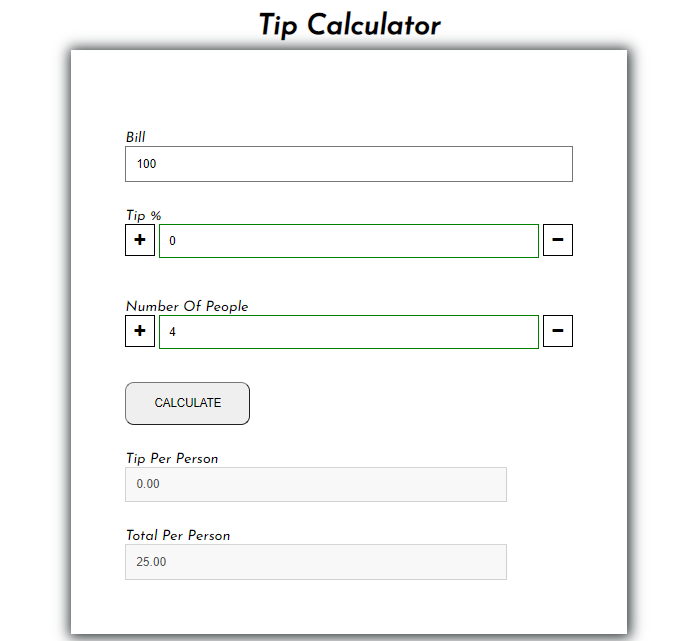 Tip Calculator
Bill
100
Tip %
+ 0 −
Number Of People
+ 4 −
CALCULATE
Tip Per Person
0.00
Total Per Person
25.00